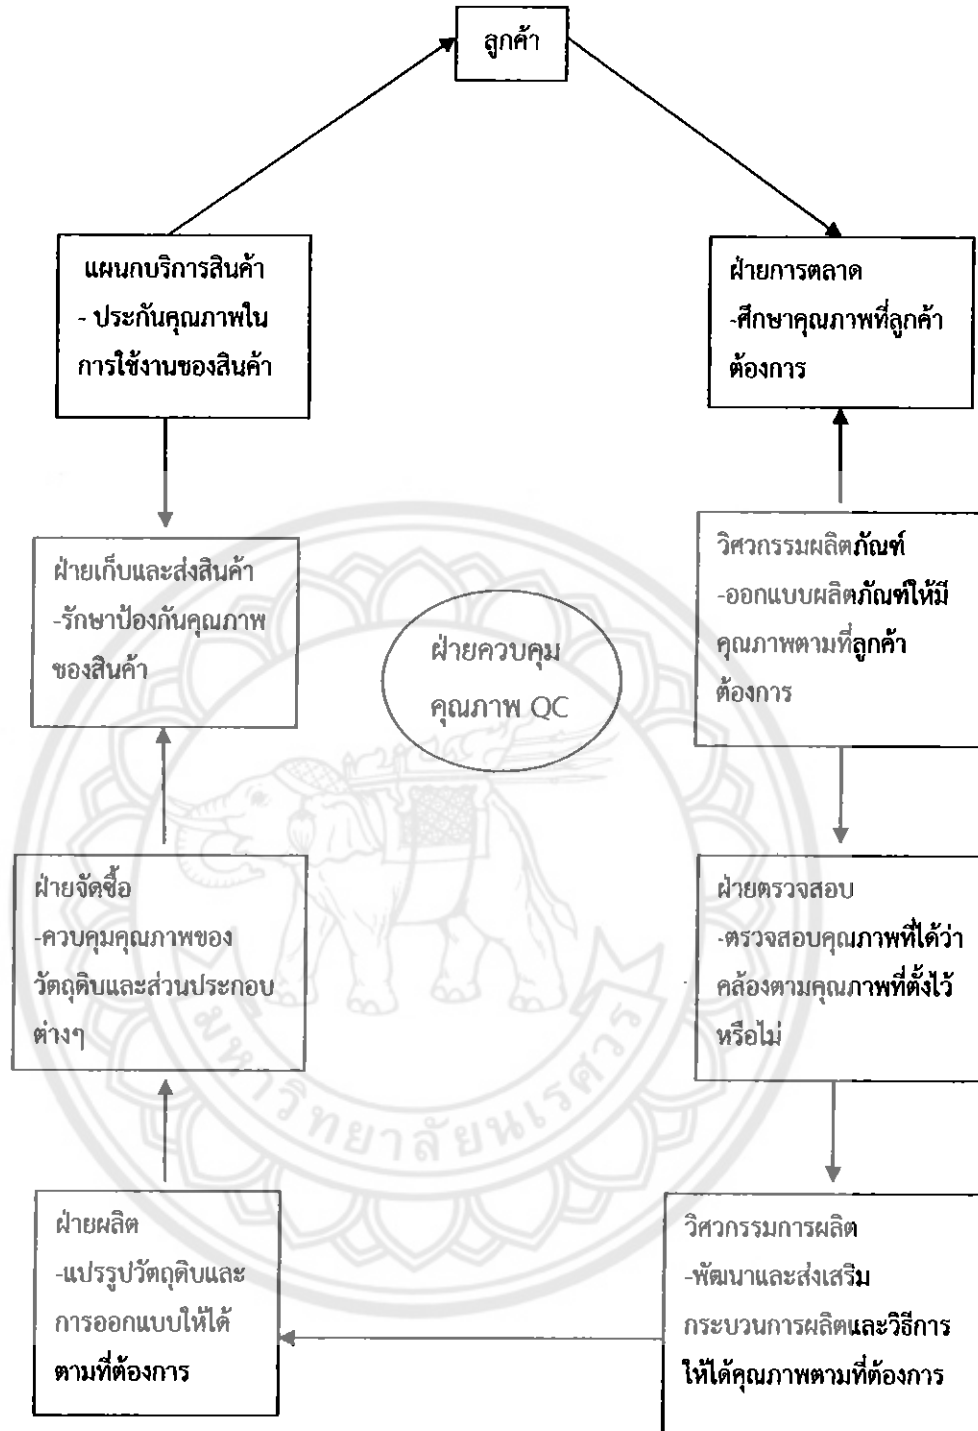 ลูกค้า
แผนกบริการสินค้า
- ประกันคุณภาพใน
การใช้งานของสินค้า
ฝ่ายการตลาด
-ศึกษาคุณภาพที่ลูกค้า
ต้องการ
ฝ่ายเก็บและส่งสินค้า
-รักษาป้องกันคุณภาพ
ของสินค้า
ฝ่ายควบคุม
คุณภาพ QC
วิศวกรรมผลิตภัณฑ์
-ออกแบบผลิตภัณฑ์ให้มี
คุณภาพตามที่ลูกค้า
ต้องการ
ฝ่ายจัดซื้อ
-ควบคุมคุณภาพของ
วัตถุดิบและส่วนประกอบ
ต่างๆ
ฝ่ายตรวจสอบ
-ตรวจสอบคุณภาพที่ได้ว่า
คล้องตามคุณภาพที่ตั้งไว้
หรือไม่
มหาวิทยาลัยนเรศวร
ฝ่ายผลิต
-แปรรูปวัตถุดิบและ
การออกแบบให้ได้
ตามที่ต้องการ
วิศวกรรมการผลิต
-พัฒนาและส่งเสริม
กระบวนการผลิตและวิธีการ
ให้ได้คุณภาพตามที่ต้องการ